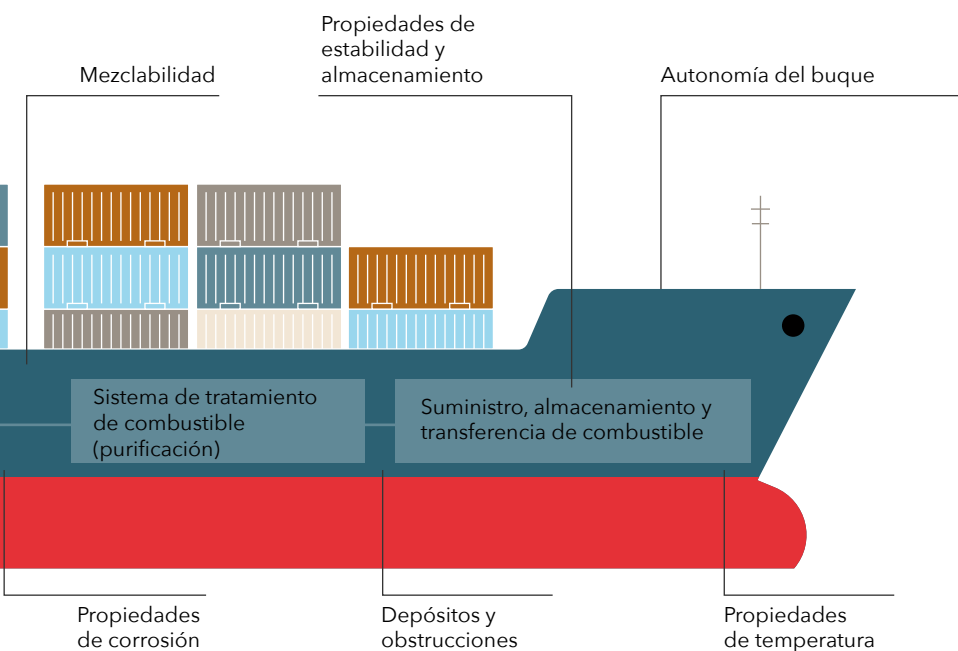 Mezclabilidad
Propiedades de
estabilidad y
almacenamiento
Autonomía del buque
Sistema de tratamiento
de combustible
(purificación)
Suministro, almacenamiento y
transferencia de combustible
Propiedades
de corrosión
Depósitos y
obstrucciones
Propiedades
de temperatura